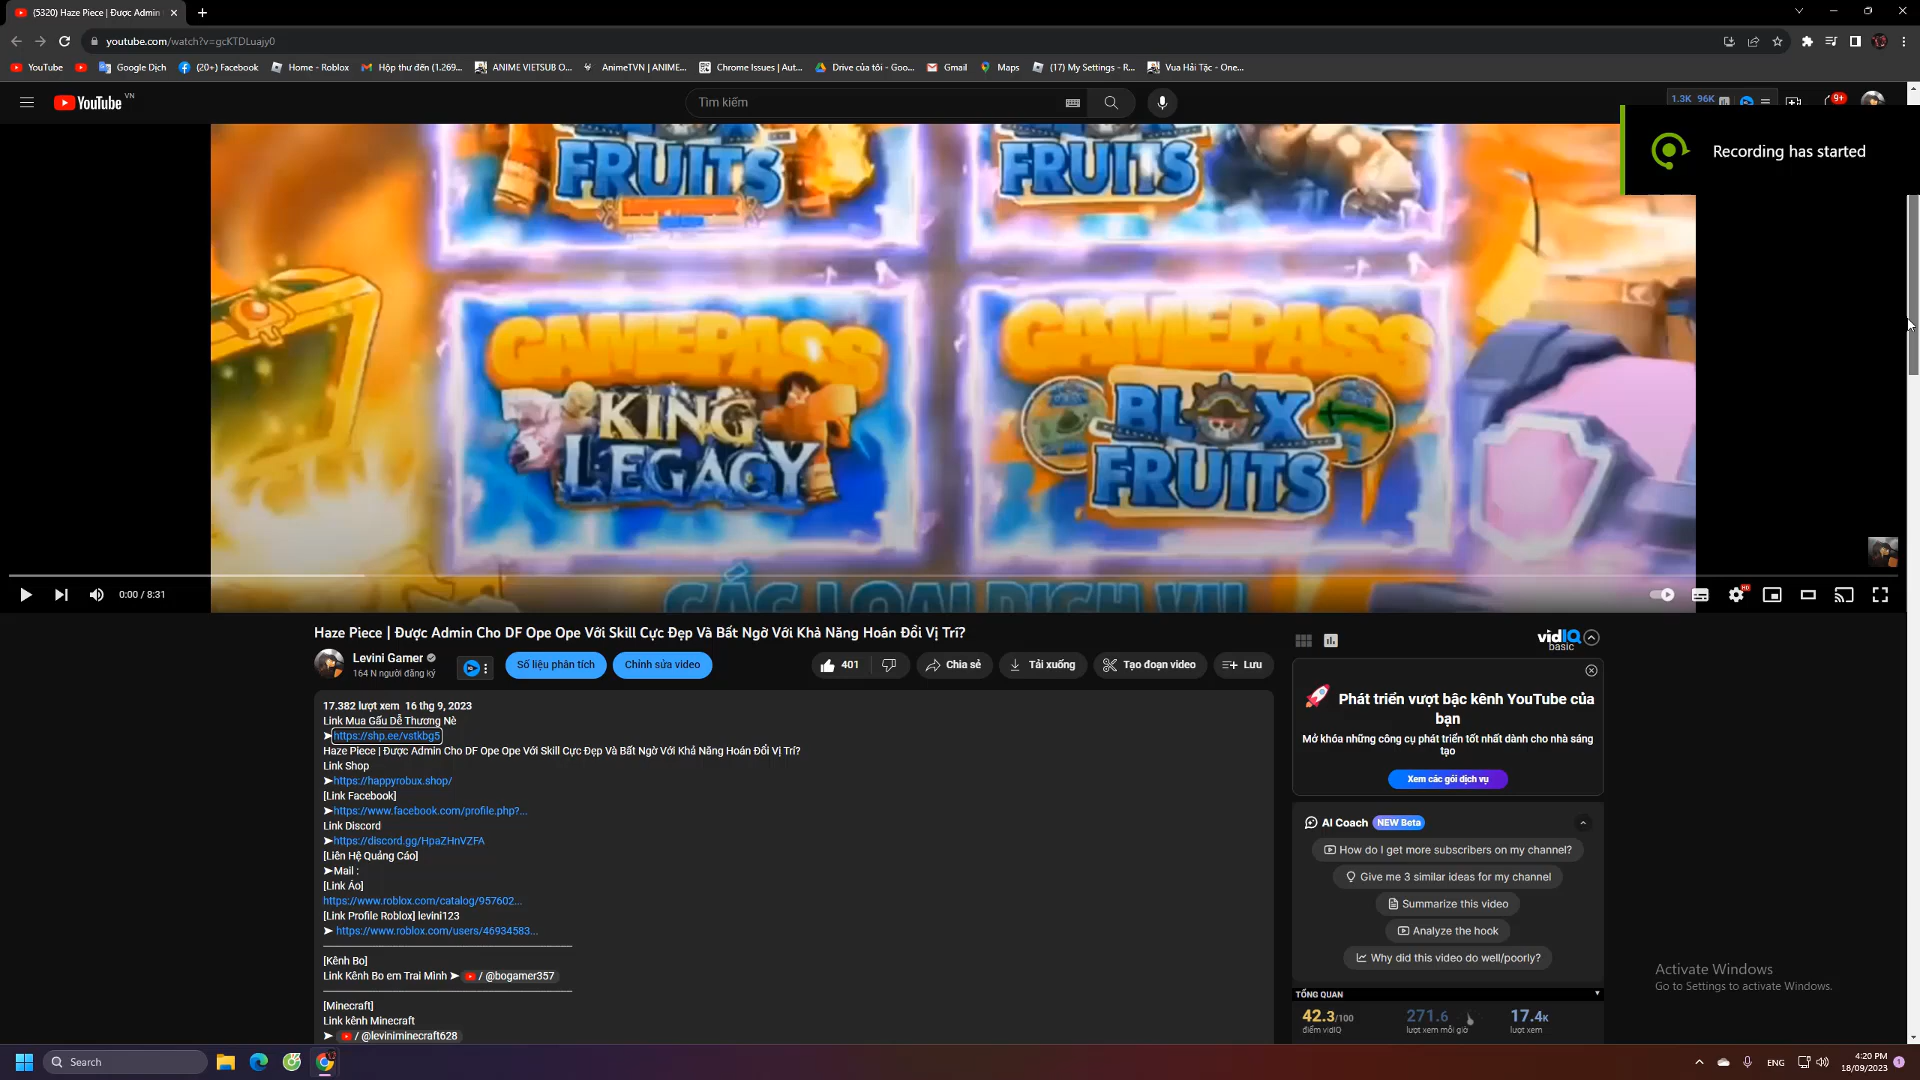 (5320) Haze Piece | Được Admin
youtube.com/watch?v=gcKTDLuajy0
YouTube
Google Dịch
(20+) Facebook
Home - Roblox
Hộp thư đến (1.269...
ANIME VIETSUB O...
AnimeTVN | ANIME...
Chrome Issues | Aut...
Drive của tôi - Goo...
Gmail
Maps
(17) My Settings - R...
Vua Hải Tặc - One...
YouTube VN
Tìm kiếm
1.3K 96K
9+
Recording has started
FRUITS
FRUITS
GAMEPASS
KING LEGACY
GAMEPASS
BLOX FRUITS
CÁC LOẠI DỊCH VỤ
0:00 / 8:31
HD
Haze Piece | Được Admin Cho DF Ope Ope Với Skill Cực Đẹp Và Bất Ngờ Với Khả Năng Hoán Đổi Vị Trí?
Levini Gamer
164 N người đăng ký
Số liệu phân tích
Chỉnh sửa video
401
Chia sẻ
Tải xuống
Tạo đoạn video
Lưu
17.382 lượt xem 16 thg 9, 2023
Link Mua Gấu Dễ Thương Nè
➤https://shp.ee/vstkbg5
Haze Piece | Được Admin Cho DF Ope Ope Với Skill Cực Đẹp Và Bất Ngờ Với Khả Năng Hoán Đổi Vị Trí?
Link Shop
➤https://happyrobux.shop/
[Link Facebook]
➤https://www.facebook.com/profile.php?...
Link Discord
➤https://discord.gg/HpaZHnVZFA
[Liên Hệ Quảng Cáo]
➤Mail :
[Link Áo]
https://www.roblox.com/catalog/957602...
[Link Profile Roblox] levini123
➤ https://www.roblox.com/users/46934583...
[Kênh Bo]
Link Kênh Bo em Trai Mình ➤ / @bogamer357
[Minecraft]
Link kênh Minecraft
➤ / @leviniminecraft628
vidIQ
basic
Phát triển vượt bậc kênh YouTube của
bạn
Mở khóa những công cụ phát triển tốt nhất dành cho nhà sáng
tạo
Xem các gói dịch vụ
AI Coach NEW Beta
How do I get more subscribers on my channel?
Give me 3 similar ideas for my channel
Summarize this video
Analyze the hook
Why did this video do well/poorly?
TỔNG QUAN
42.3/100
điểm vidIQ
271.6
lượt xem mỗi giờ
17.4K
lượt xem
Activate Windows
Go to Settings to activate Windows.
Search
ENG
4:20 PM
18/09/2023
1